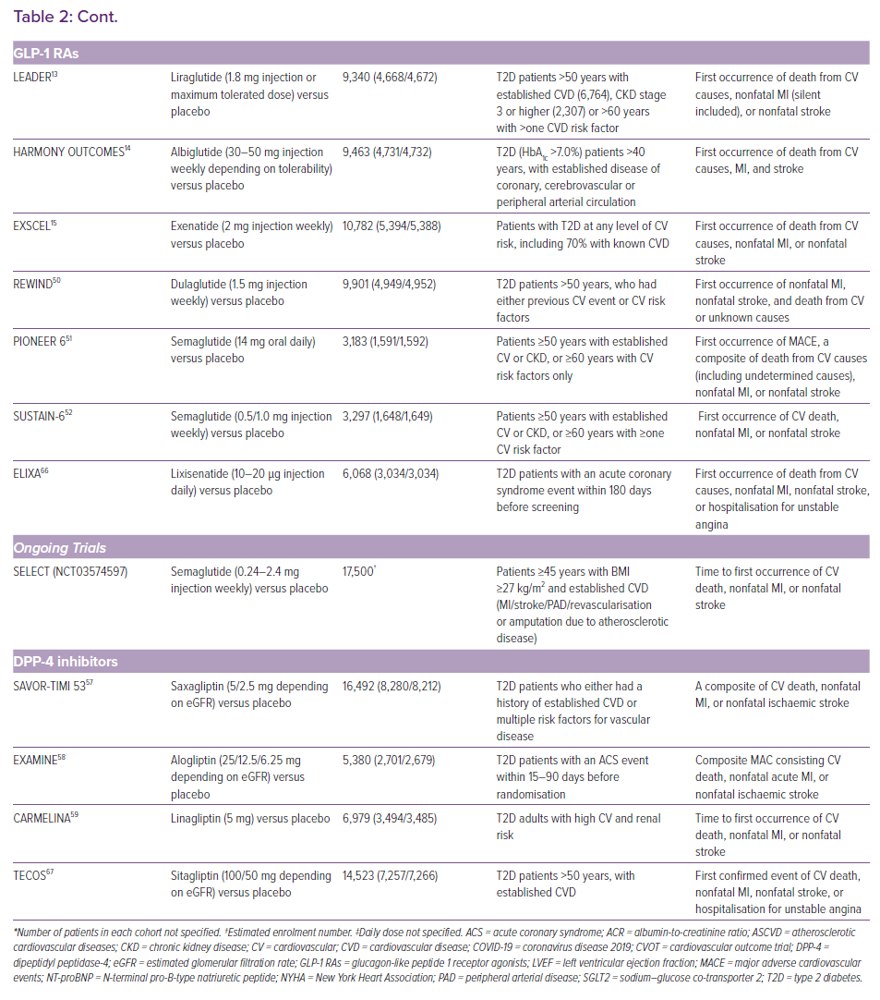 Table 2: Cont.
GLP-1 RAs
LEADER13 Liraglutide (1.8 mg injection or 9,340 (4,668/4,672) T2D patients >50 years with First occurrence of death from CV
maximum tolerated dose) versus established CVD (6,764), CKD stage causes, nonfatal MI (silent
placebo 3 or higher (2,307) or >60 years included), or nonfatal stroke
with >one CVD risk factor
HARMONY OUTCOMES14 Albiglutide (30–50 mg injection 9,463 (4,731/4,732) T2D (HbA1c >7.0%) patients >40 First occurrence of death from CV
weekly depending on tolerability) years, with established disease of causes, MI, and stroke
versus placebo coronary, cerebrovascular or
peripheral arterial circulation
EXSCEL15 Exenatide (2 mg injection weekly) 10,782 (5,394/5,388) Patients with T2D at any level of CV First occurrence of death from CV
versus placebo risk, including 70% with known CVD causes, nonfatal MI, or nonfatal
stroke
REWIND50 Dulaglutide (1.5 mg injection 9,901 (4,949/4,952) T2D patients >50 years, who had First occurrence of nonfatal MI,
weekly) versus placebo either previous CV event or CV risk nonfatal stroke, and death from CV
factors or unknown causes
PIONEER 651 Semaglutide (14 mg oral daily) 3,183 (1,591/1,592) Patients ≥50 years with established First occurrence of MACE, a
versus placebo CV or CKD, or ≥60 years with CV composite of death from CV causes
risk factors only (including undetermined causes),
nonfatal MI, or nonfatal stroke
SUSTAIN-652 Semaglutide (0.5/1.0 mg injection 3,297 (1,648/1,649) Patients ≥50 years with established First occurrence of CV death,
weekly) versus placebo CV or CKD, or ≥60 years with ≥one nonfatal MI, or nonfatal stroke
CV risk factor
ELIXA66 Lixisenatide (10–20 µg injection 6,068 (3,034/3,034) T2D patients with an acute coronary First occurrence of death from CV
daily) versus placebo syndrome event within 180 days causes, nonfatal MI, nonfatal stroke,
before screening or hospitalisation for unstable
angina
Ongoing Trials
SELECT (NCT03574597) Semaglutide (0.24–2.4 mg 17,500† Patients ≥45 years with BMI Time to first occurrence of CV
injection weekly) versus placebo ≥27 kg/m2 and established CVD death, nonfatal MI, or nonfatal
(MI/stroke/PAD/revascularisation stroke
or amputation due to atherosclerotic
disease)
DPP-4 inhibitors
SAVOR-TIMI 5357 Saxagliptin (5/2.5 mg depending 16,492 (8,280/8,212) T2D patients who either had a A composite of CV death, nonfatal
on eGFR) versus placebo history of established CVD or MI, or nonfatal ischaemic stroke
multiple risk factors for vascular
disease
EXAMINE58 Alogliptin (25/12.5/6.25 mg 5,380 (2,701/2,679) T2D patients with an ACS event Composite MAC consisting CV
depending on eGFR) versus within 15–90 days before death, nonfatal acute MI, or
placebo randomisation nonfatal ischaemic stroke
CARMELINA59 Linagliptin (5 mg) versus placebo 6,979 (3,494/3,485) T2D adults with high CV and renal Time to first occurrence of CV
risk death, nonfatal MI, or nonfatal
stroke
TECOS67 Sitagliptin (100/50 mg depending 14,523 (7,257/7,266) T2D patients >50 years, with First confirmed event of CV death,
on eGFR) versus placebo established CVD nonfatal MI, nonfatal stroke, or
hospitalisation for unstable angina
*Number of patients in each cohort not specified. †Estimated enrolment number. ‡Daily dose not specified. ACS = acute coronary syndrome; ACR = albumin-to-creatinine ratio; ASCVD = atherosclerotic
cardiovascular diseases; CKD = chronic kidney disease; CV = cardiovascular; CVD = cardiovascular disease; COVID-19 = coronavirus disease 2019; CVOT = cardiovascular outcome trial; DPP-4 =
dipeptidyl peptidase-4; eGFR = estimated glomerular filtration rate; GLP-1 RAs = glucagon-like peptide 1 receptor agonists; LVEF = left ventricular ejection fraction; MACE = major adverse cardiovascular
events; NT-proBNP = N-terminal pro-B-type natriuretic peptide; NYHA = New York Heart Association; PAD = peripheral arterial disease; SGLT2 = sodium–glucose co-transporter 2; T2D = type 2 diabetes.